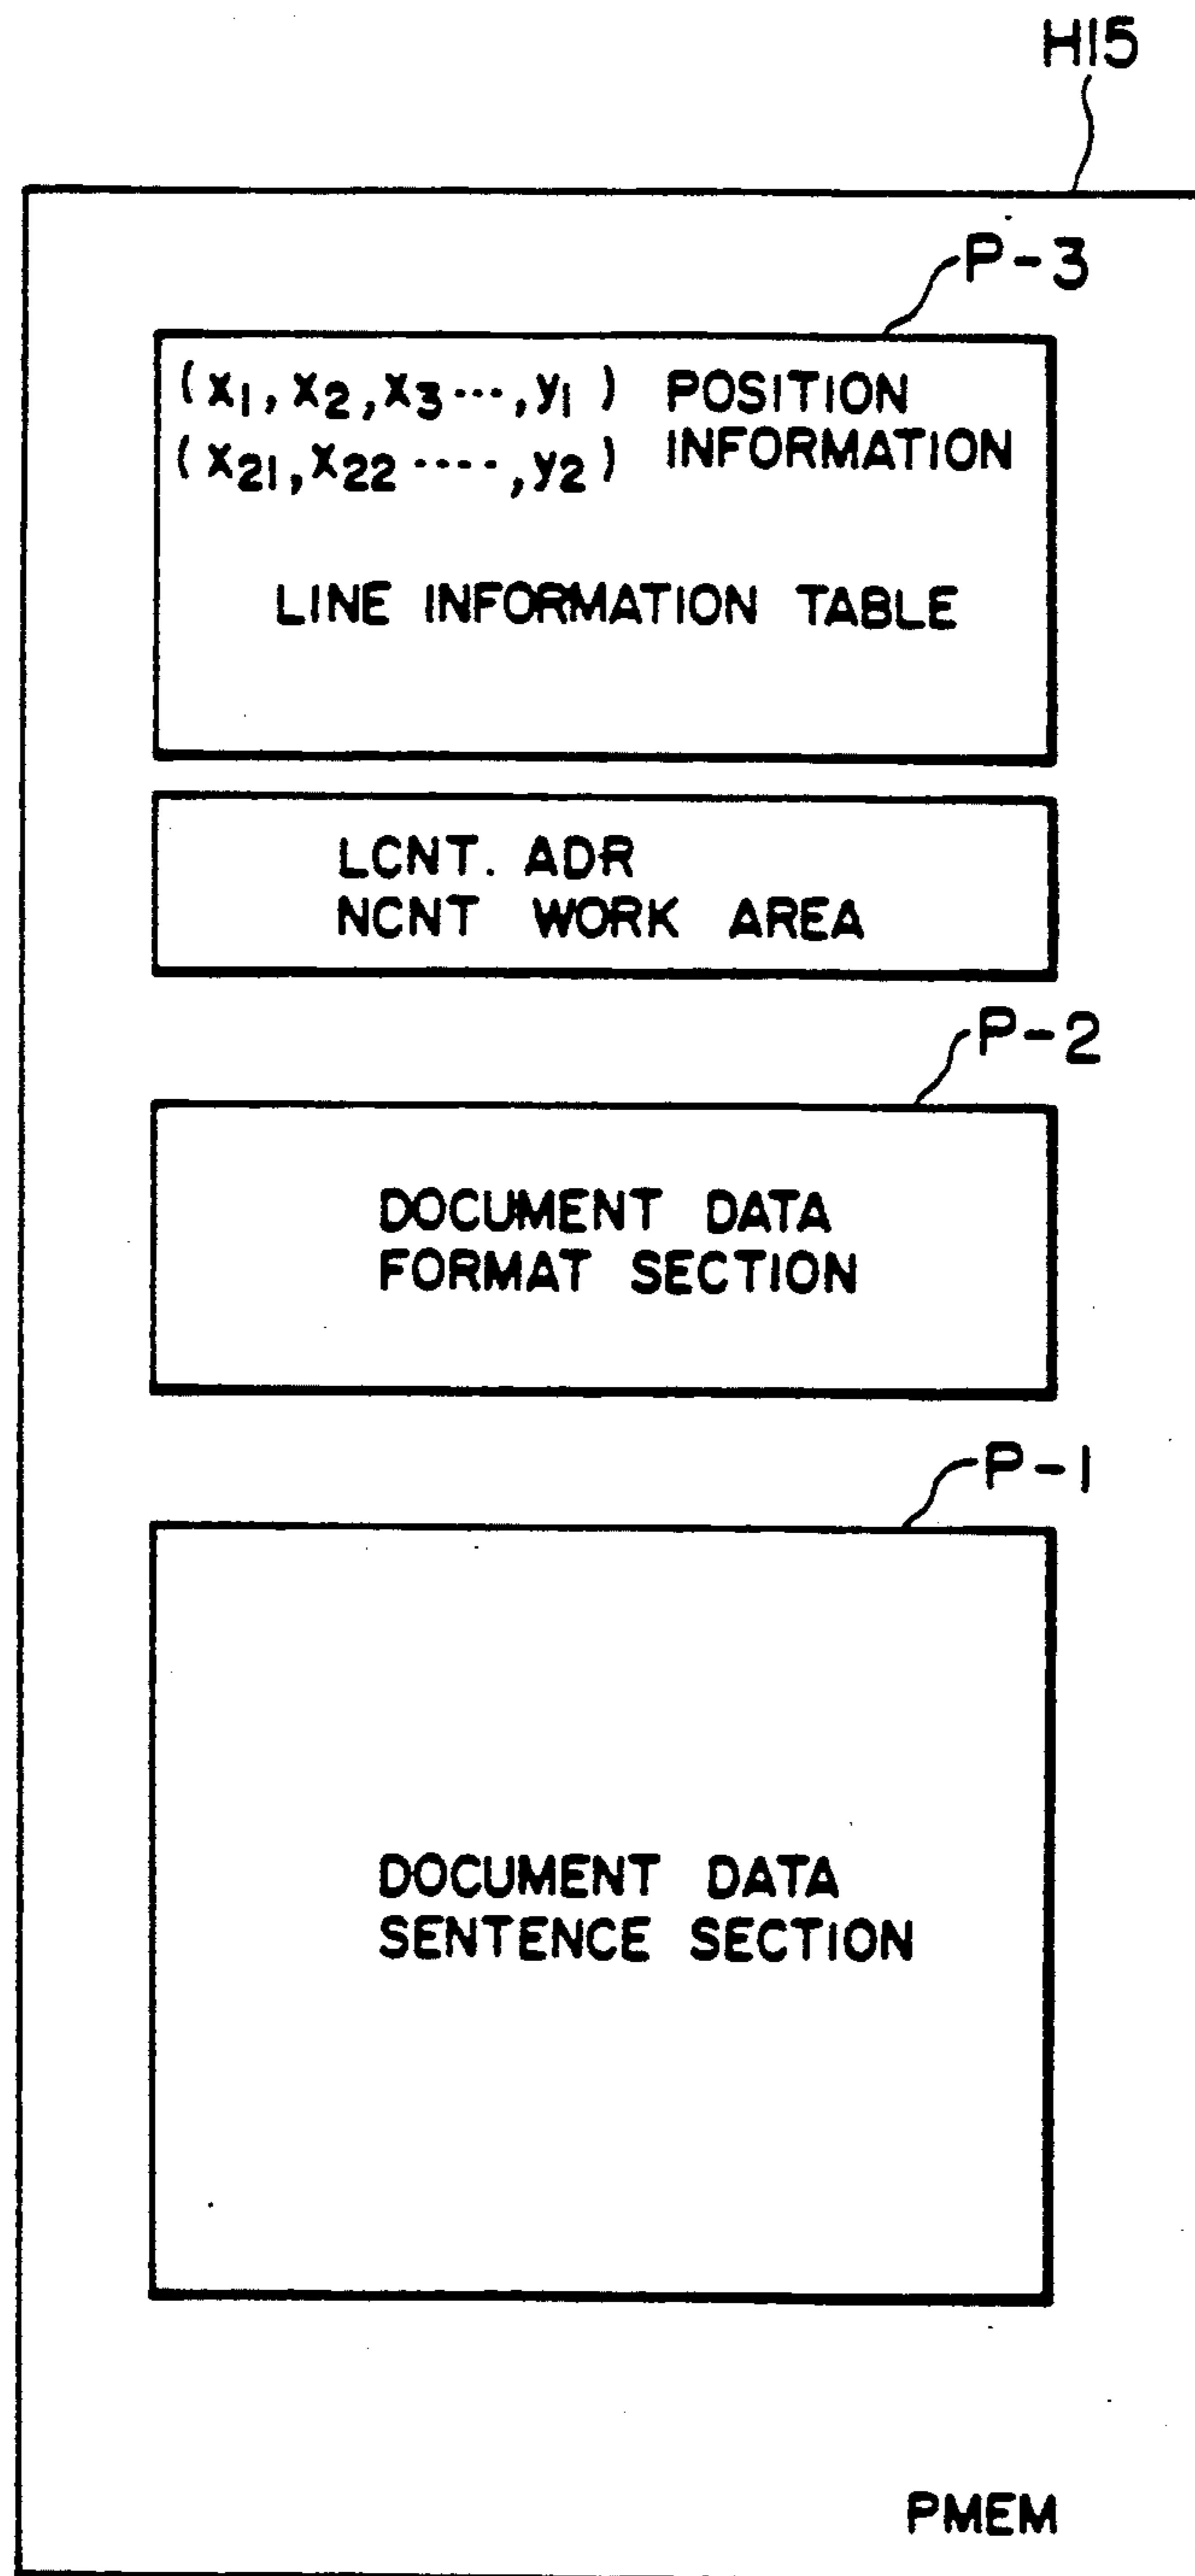 H15
P-3
(x₁, x₂, x₃ ···, y₁) POSITION
(x₂₁, x₂₂ ····, y₂) INFORMATION
LINE INFORMATION TABLE
LCNT. ADR
NCNT WORK AREA
P-2
DOCUMENT DATA
FORMAT SECTION
P-1
DOCUMENT DATA
SENTENCE SECTION
PMEM